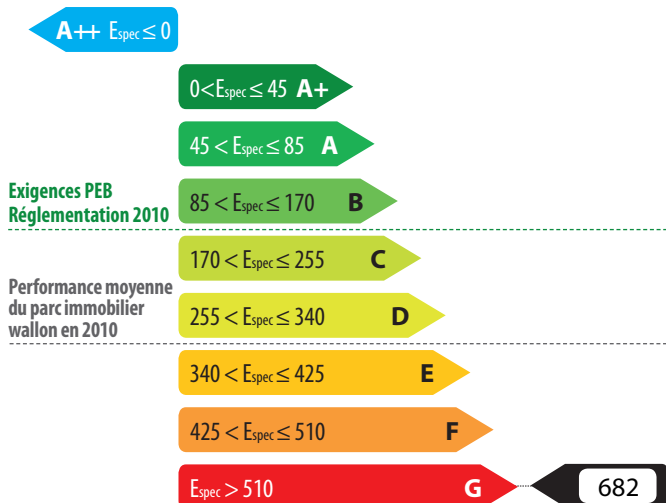 A++ Espec ≤ 0
0<Espec ≤ 45 A+
45 < Espec ≤ 85 A
Exigences PEB
Réglementation 2010
85 < Espec ≤ 170 B
170 < Espec ≤ 255 C
Performance moyenne
du parc immobilier
wallon en 2010
255 < Espec ≤ 340 D
340 < Espec ≤ 425 E
425 < Espec ≤ 510 F
Espec > 510 G 682